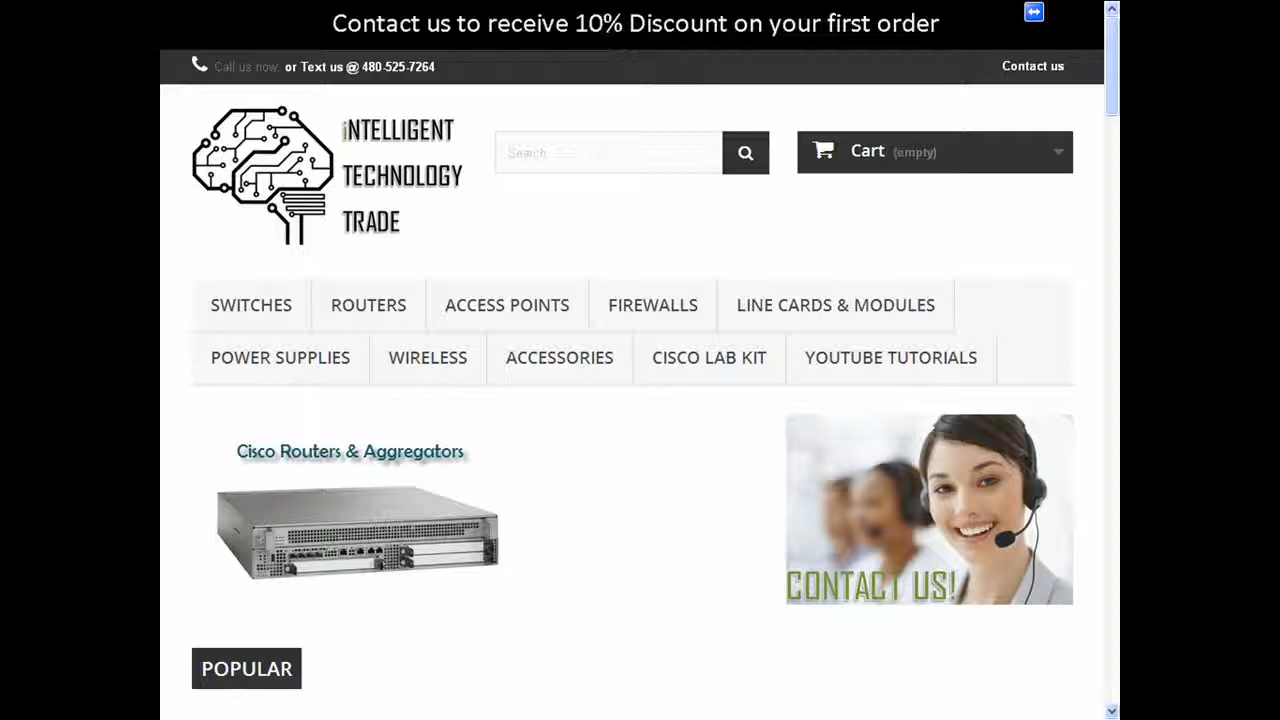 Contact us to receive 10% Discount on your first order
Call us now: or Text us @ 480-525-7264
Contact us
iNTELLIGENT
TECHNOLOGY
TRADE
Search
Cart (empty)
SWITCHES ROUTERS ACCESS POINTS FIREWALLS LINE CARDS & MODULES
POWER SUPPLIES WIRELESS ACCESSORIES CISCO LAB KIT YOUTUBE TUTORIALS
Cisco Routers & Aggregators
CONTACT US!
POPULAR